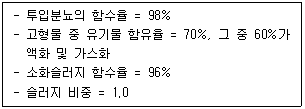 - 투입분뇨의 함수율 = 98%
- 고형물 중 유기물 함유율 = 70%, 그 중 60%가
액화 및 가스화
- 소화슬러지 함수율 = 96%
- 슬러지 비중 = 1.0